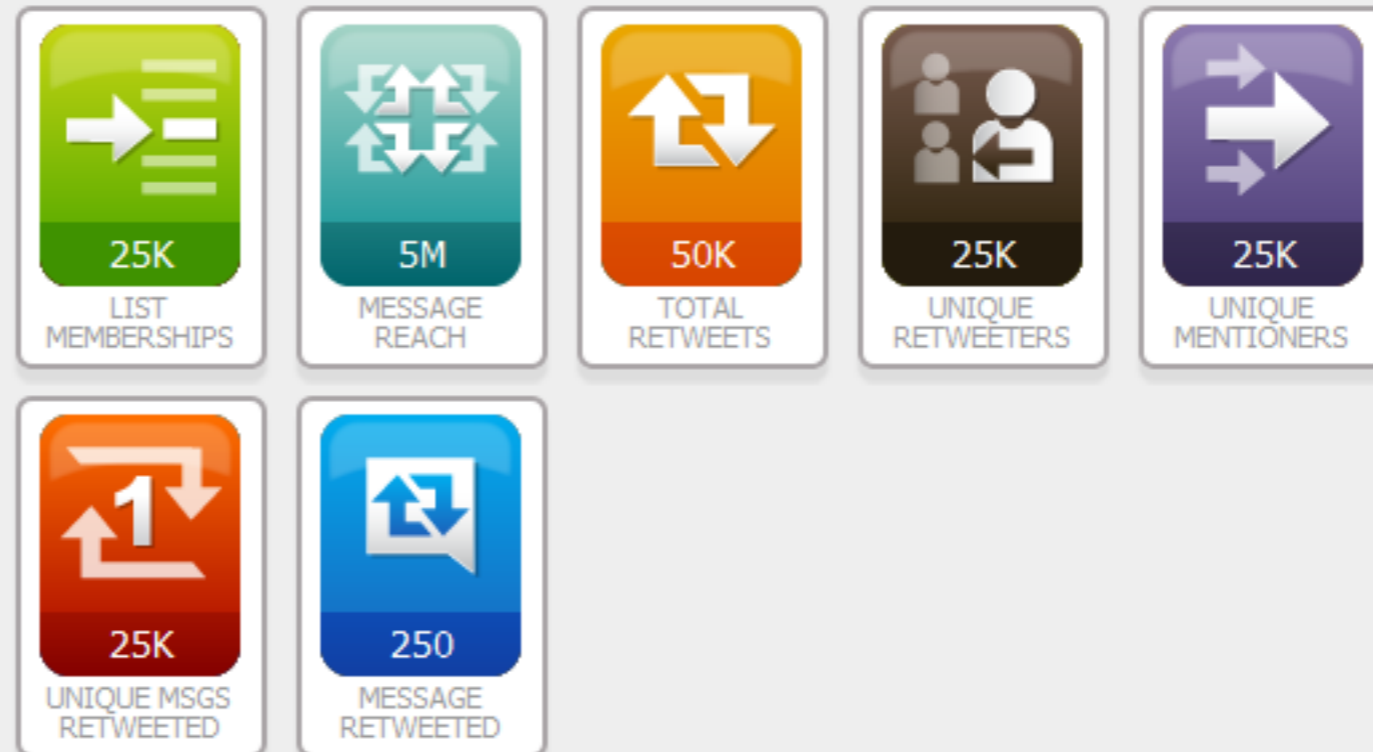 25K
LIST
MEMBERSHIPS
5M
MESSAGE
REACH
50K
TOTAL
RETWEETS
25K
UNIQUE
RETWEETERS
25K
UNIQUE
MENTIONERS
1
25K
UNIQUE MSGS
RETWEETED
250
MESSAGE
RETWEETED